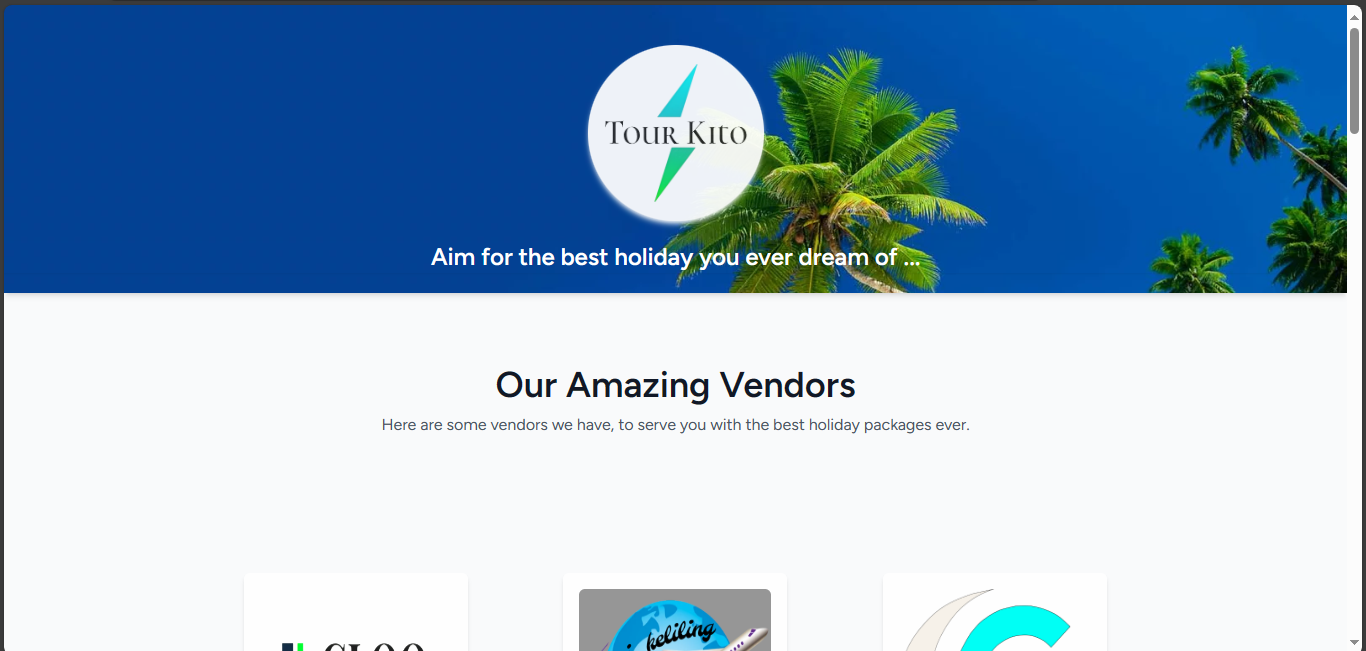 Tour Kito
Aim for the best holiday you ever dream of ...
Our Amazing Vendors
Here are some vendors we have, to serve you with the best holiday packages ever.
keliling